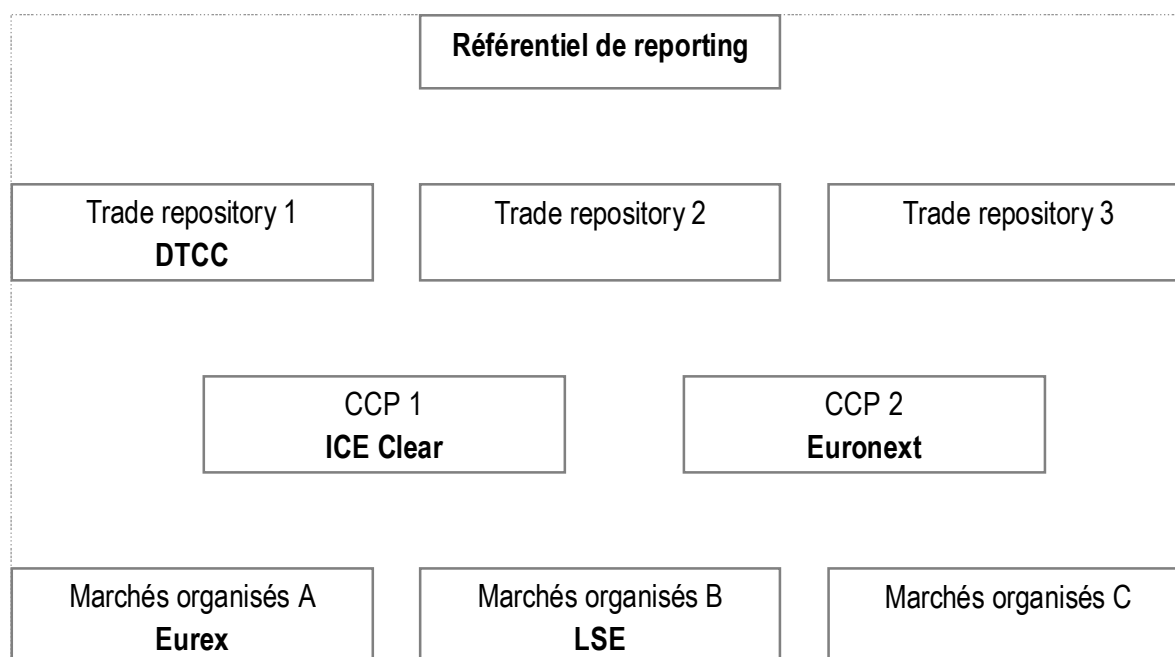 Référentiel de reporting
Trade repository 1
DTCC
Trade repository 2
Trade repository 3
CCP 1
ICE Clear
CCP 2
Euronext
Marchés organisés A
Eurex
Marchés organisés B
LSE
Marchés organisés C